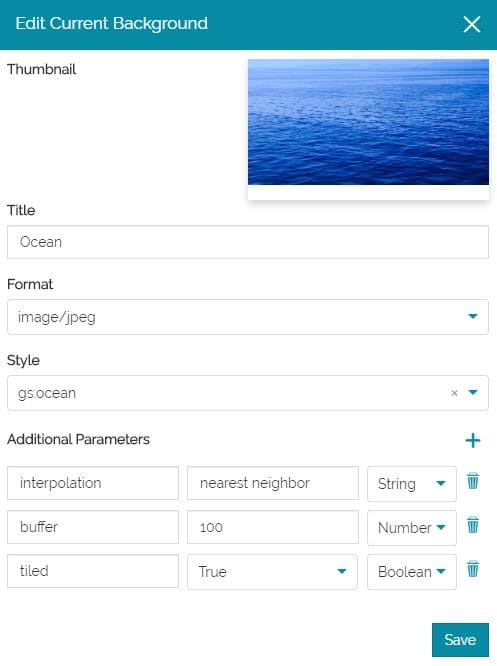 Edit Current Background
Thumbnail
Title
Ocean
Format
image/jpeg
Style
gs:ocean ×
Additional Parameters
interpolation nearest neighbor String
buffer 100 Number
tiled True Boolean
Save